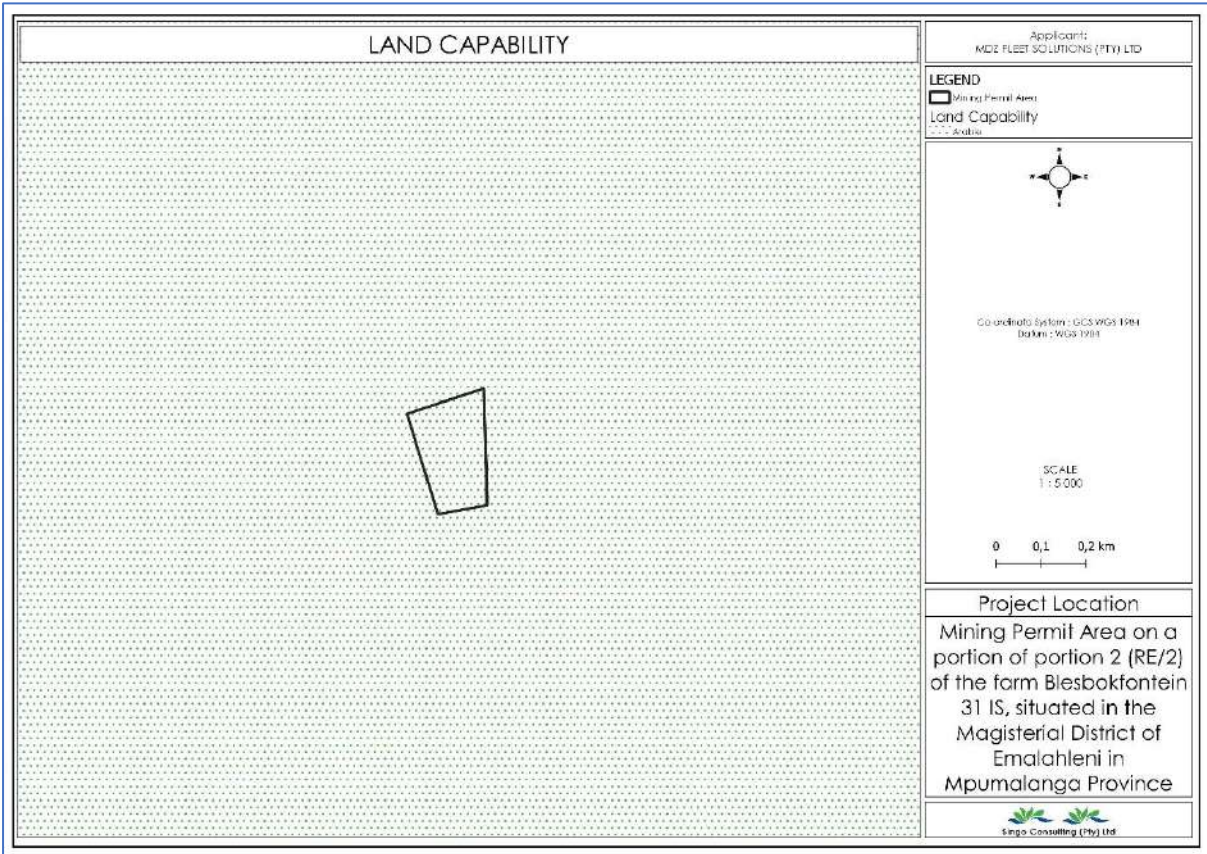 LAND CAPABILITY
Applicant:
MDZ FLEET SOLUTIONS (PTY) LTD
LEGEND
Mining Permit Area
Land Capability
Arable
N
W E
S
Co-ordinate System : GCS WGS 1984
Datum : WGS 1984
SCALE
1 : 5 000
0 0,1 0,2 km
Project Location
Mining Permit Area on a
portion of portion 2 (RE/2)
of the farm Blesbokfontein
31 IS, situated in the
Magisterial District of
Emalahleni in
Mpumalanga Province
Singo Consulting (Pty) Ltd